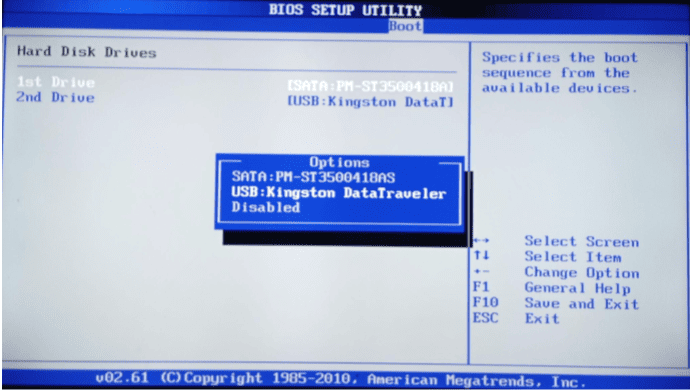 BIOS SETUP UTILITY
Boot
Hard Disk Drives
1st Drive [SATA:PM-ST3500418A]
2nd Drive [USB:Kingston DataT]
Specifies the boot
sequence from the
available devices.
Options
SATA:PM-ST3500418AS
USB:Kingston DataTraveler
Disabled
↔ Select Screen
↑↓ Select Item
+- Change Option
F1 General Help
F10 Save and Exit
ESC Exit
v02.61 (C)Copyright 1985-2010, American Megatrends, Inc.